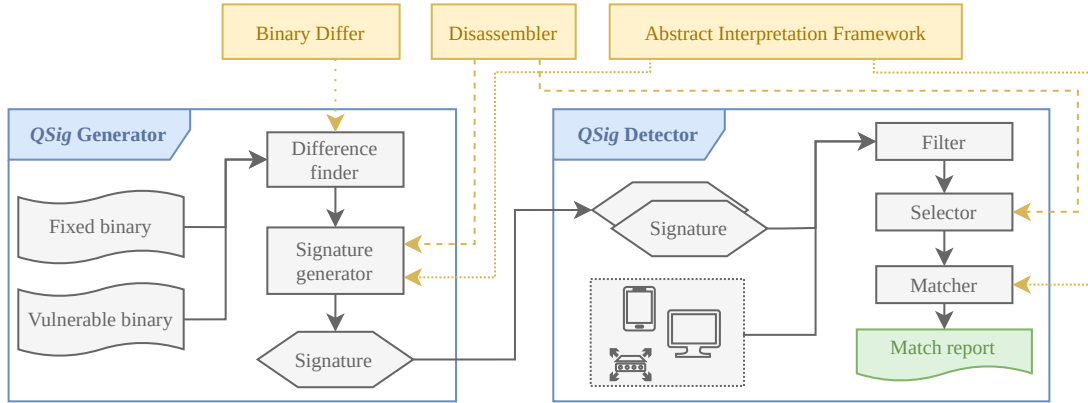 Binary Differ
Disassembler
Abstract Interpretation Framework
QSig Generator
Difference
finder
Fixed binary
Signature
generator
Vulnerable binary
Signature
QSig Detector
Filter
Selector
Signature
Matcher
Match report